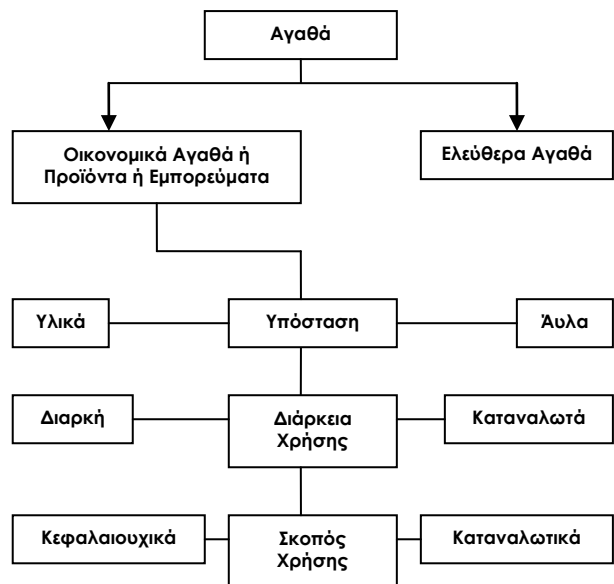 Αγαθά
Οικονομικά Αγαθά ή
Προϊόντα ή Εμπορεύματα
Ελεύθερα Αγαθά
Υλικά
Υπόσταση
Άυλα
Διαρκή
Διάρκεια
Χρήσης
Καταναλωτά
Κεφαλαιουχικά
Σκοπός
Χρήσης
Καταναλωτικά